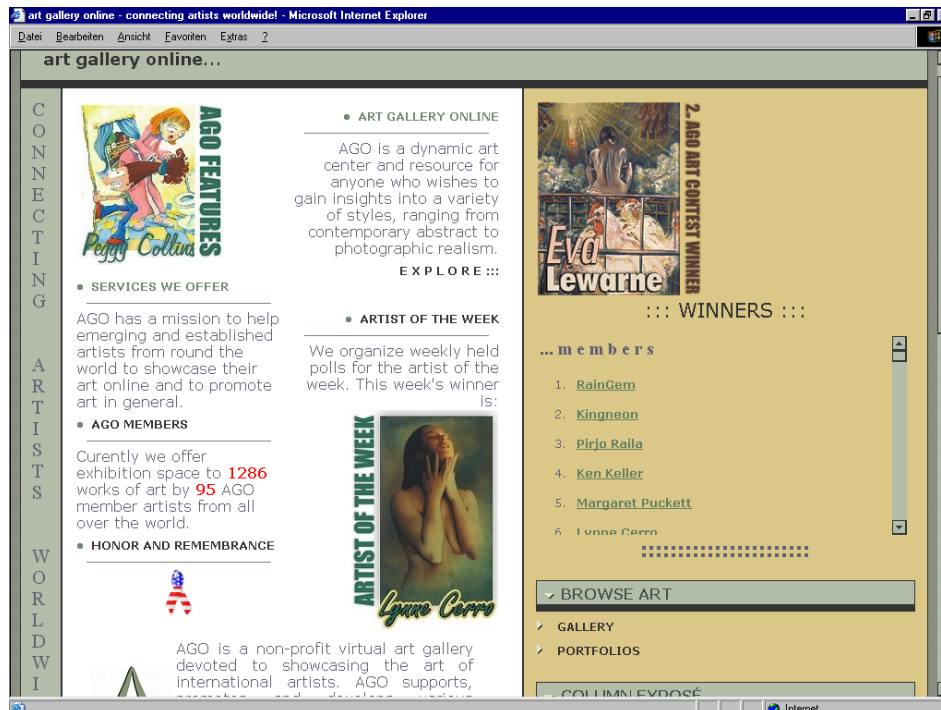 art gallery online - connecting artists worldwide! - Microsoft Internet Explorer
Datei Bearbeiten Ansicht Favoriten Extras ?
art gallery online...
CONNECTING ARTISTS WORLDWI
AGO FEATURES
Peggy Collins
SERVICES WE OFFER
AGO has a mission to help
emerging and established
artists from round the
world to showcase their
art online and to promote
art in general.
AGO MEMBERS
Curently we offer
exhibition space to 1286
works of art by 95 AGO
member artists from all
over the world.
HONOR AND REMEMBRANCE
ART GALLERY ONLINE
AGO is a dynamic art
center and resource for
anyone who wishes to
gain insights into a variety
of styles, ranging from
contemporary abstract to
photographic realism.
EXPLORE :::
ARTIST OF THE WEEK
We organize weekly held
polls for the artist of the
week. This week's winner
is:
ARTIST OF THE WEEK
Lynne Cerro
AGO is a non-profit virtual art gallery
devoted to showcasing the art of
international artists. AGO supports,
promotes and develops various
2. AGO ART CONTEST WINNER
Eva
Lewarne
::: WINNERS :::
...members
1. RainGem
2. Kingneon
3. Pirjo Raila
4. Ken Keller
5. Margaret Puckett
6. Lynne Cerro
BROWSE ART
GALLERY
PORTFOLIOS
COLUMN EXPOSÉ
Internet